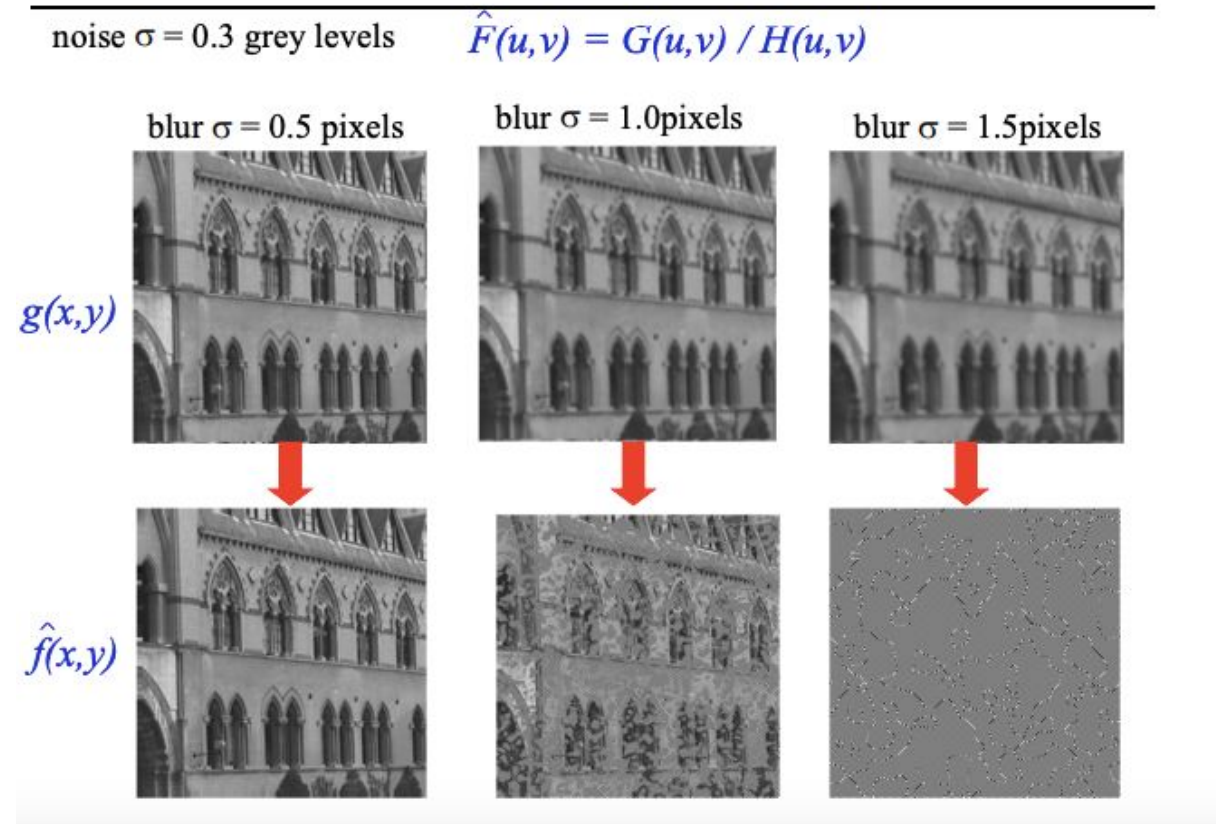 noise σ = 0.3 grey levels F̂(u,v) = G(u,v) / H(u,v)
blur σ = 0.5 pixels blur σ = 1.0pixels blur σ = 1.5pixels
g(x,y)
f̂(x,y)